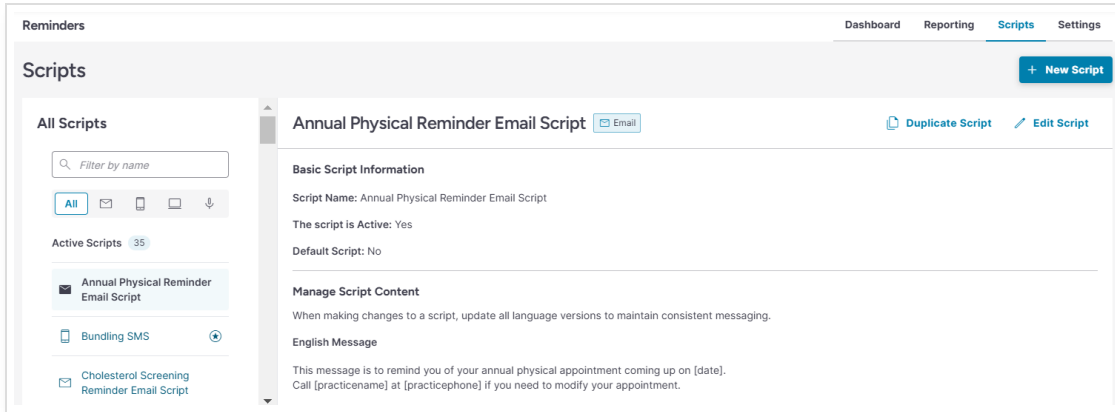 Reminders
Dashboard Reporting Scripts Settings
Scripts
+ New Script
All Scripts
Filter by name
All
Active Scripts 35
Annual Physical Reminder
Email Script
Bundling SMS
Cholesterol Screening
Reminder Email Script
Annual Physical Reminder Email Script Email
Duplicate Script Edit Script
Basic Script Information
Script Name: Annual Physical Reminder Email Script
The script is Active: Yes
Default Script: No
Manage Script Content
When making changes to a script, update all language versions to maintain consistent messaging.
English Message
This message is to remind you of your annual physical appointment coming up on [date].
Call [practicename] at [practicephone] if you need to modify your appointment.